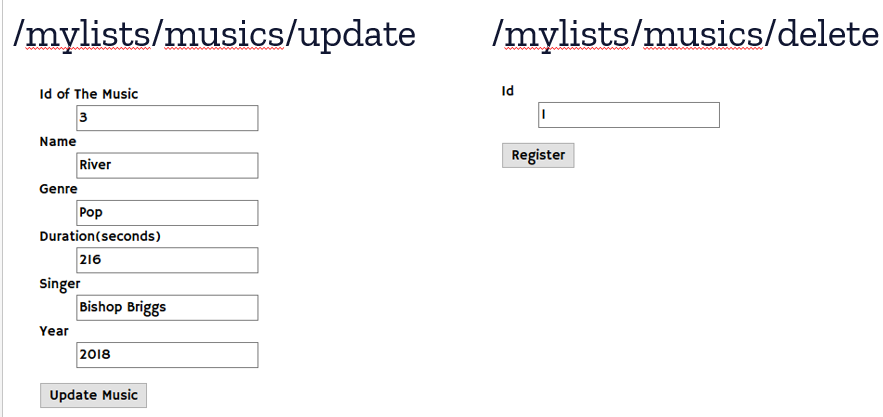 /mylists/musics/update
Id of The Music
3
Name
River
Genre
Pop
Duration(seconds)
216
Singer
Bishop Briggs
Year
2018
Update Music
/mylists/musics/delete
Id
1
Register